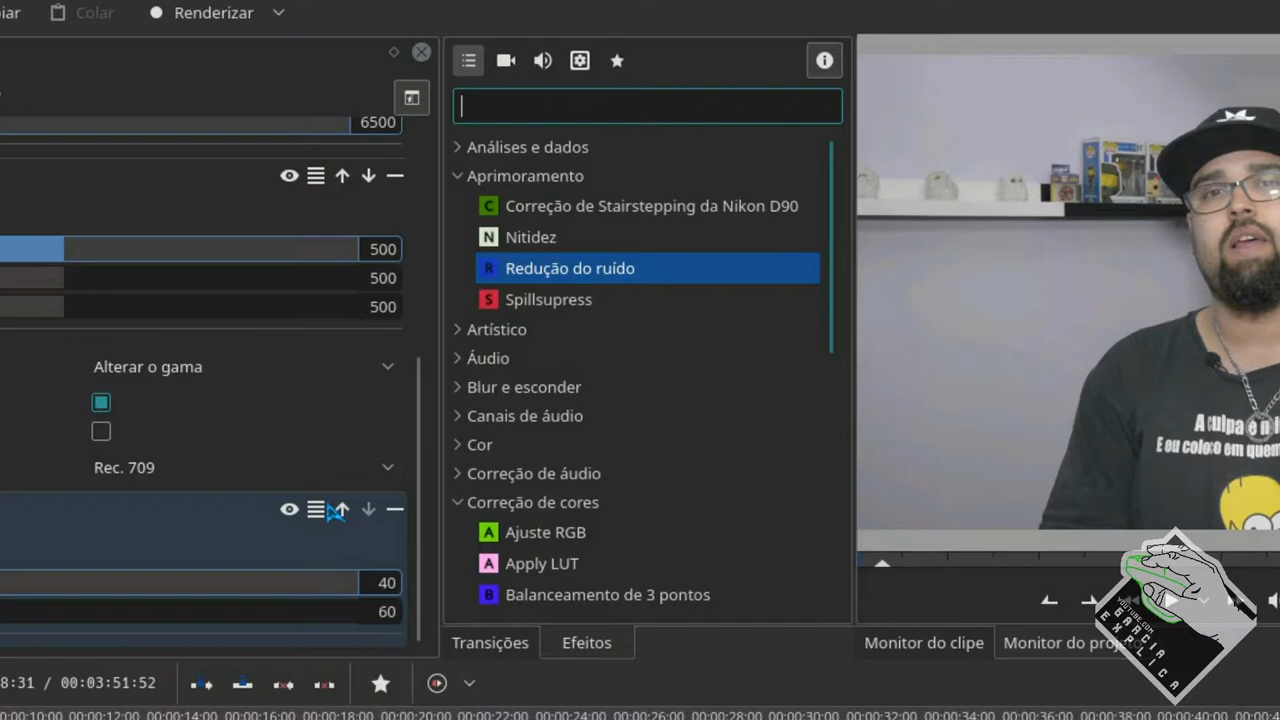 Colar
Renderizar
6500
500
500
500
Alterar o gama
Rec. 709
40
60
Análises e dados
Aprimoramento
C Correção de Stairstepping da Nikon D90
N Nitidez
R Redução do ruído
S Spillsupress
Artístico
Áudio
Blur e esconder
Canais de áudio
Cor
Correção de áudio
Correção de cores
A Ajuste RGB
A Apply LUT
B Balanceamento de 3 pontos
Transições
Efeitos
Monitor do clipe
Monitor do
A culpa é
E eu coloco em quem
YOUTUBE.COM
GARCIA
EXPLICA
8:31 / 00:03:51:52
00:00:10:00 00:00:12:00 00:00:14:00 00:00:16:00 00:00:18:00 00:00:20:00 00:00:22:00 00:00:24:00 00:00:26:00 00:00:28:00 00:00:30:00 00:00:32:00 00:00:34:00 00:00:36:00 00:00:38:00 00:00:40:00